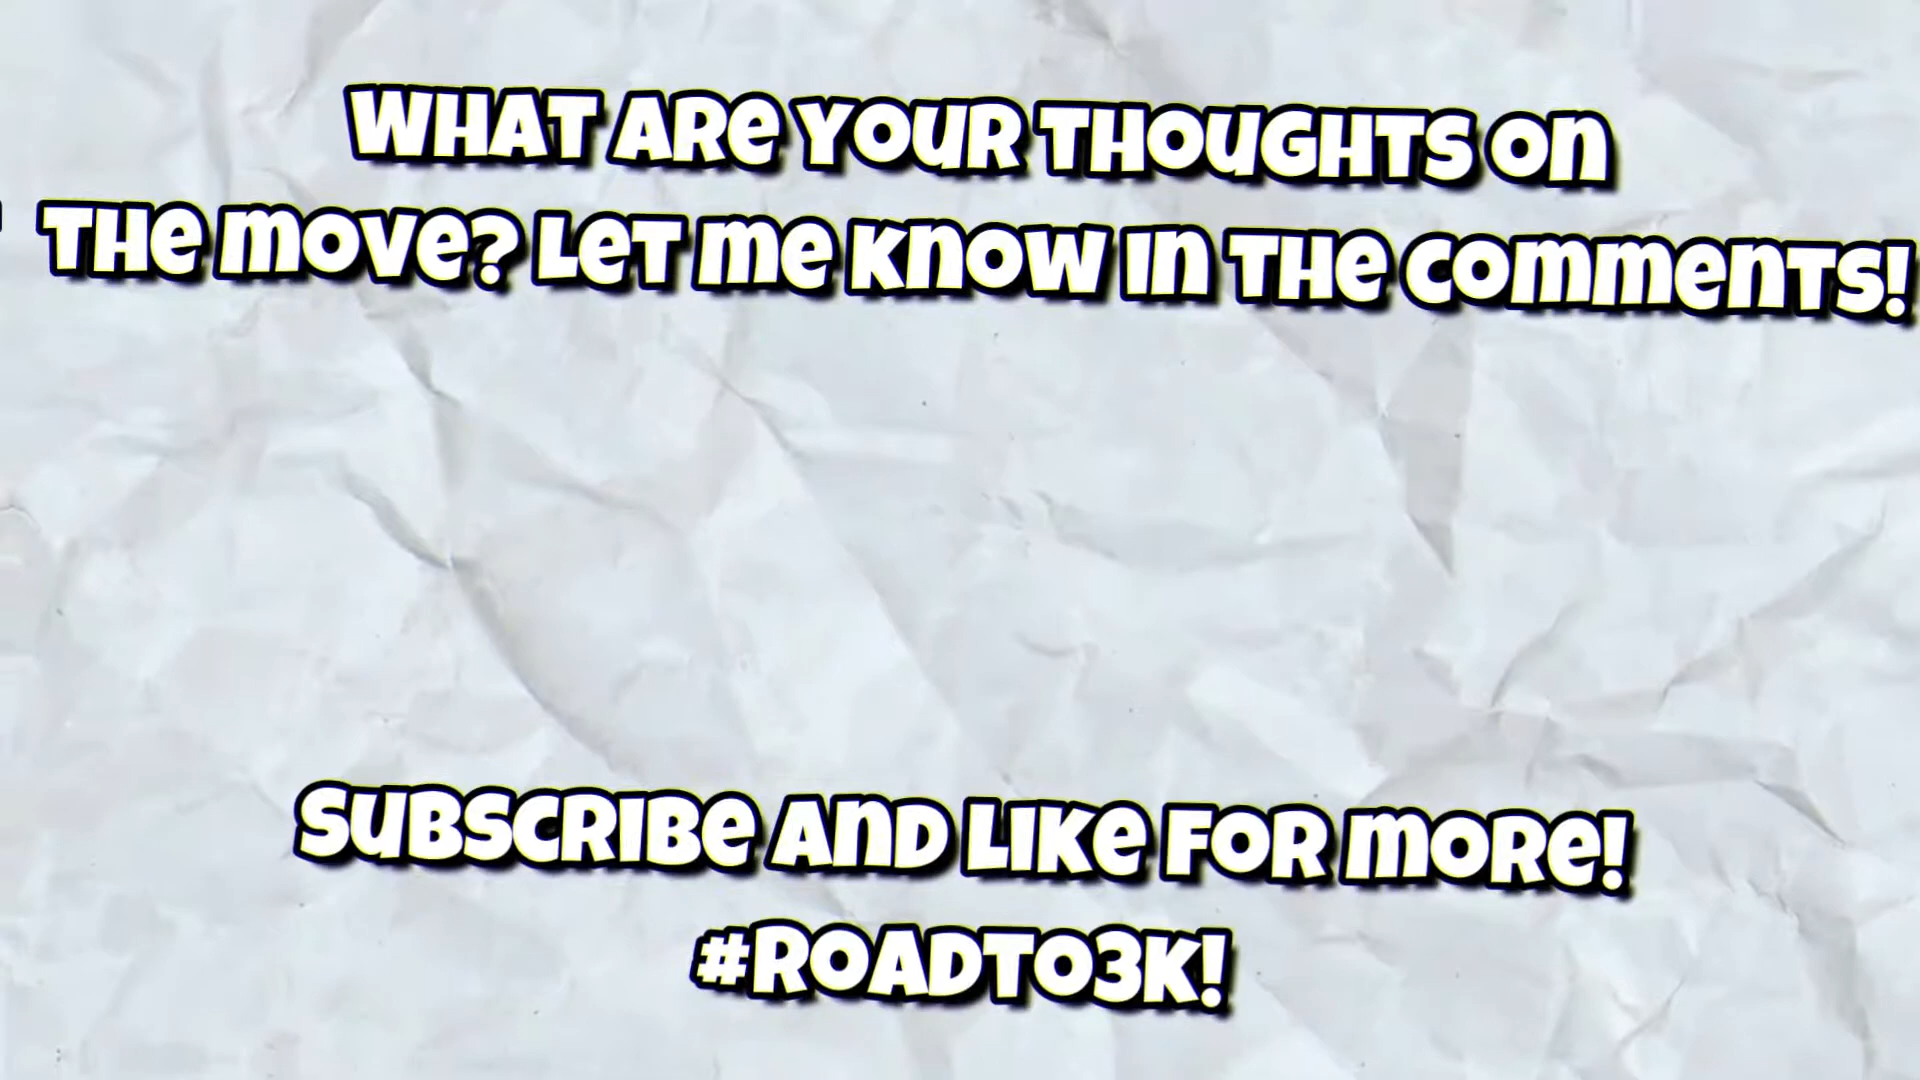 WHAT ARE YOUR THOUGHTS ON
THE MOVE? LET ME KNOW IN THE COMMENTS!
SUBSCRIBE AND LIKE FOR MORE!
#ROADTO3K!